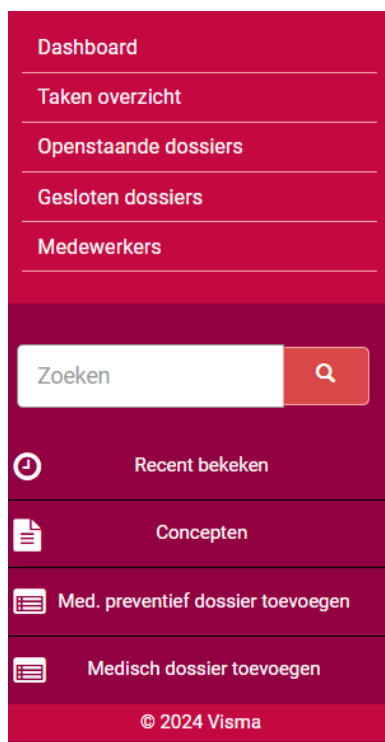 Dashboard
Taken overzicht
Openstaande dossiers
Gesloten dossiers
Medewerkers
Zoeken
Recent bekeken
Concepten
Med. preventief dossier toevoegen
Medisch dossier toevoegen
© 2024 Visma